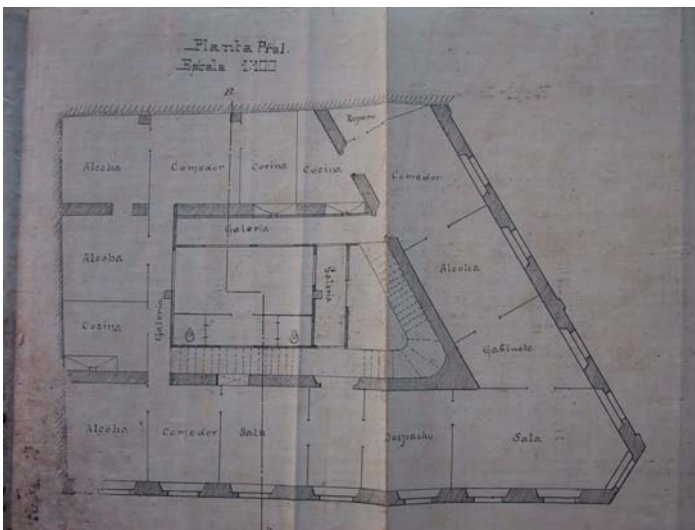 Planta Pral.
Escala 1:100
Ropero
Alcoba
Comedor
Cocina
Cocina
Comedor
Galeria
Alcoba
Galeria
Galeria
Alcoba
Cocina
Gabinete
Alcoba
Comedor
Sala
Despacho
Sala